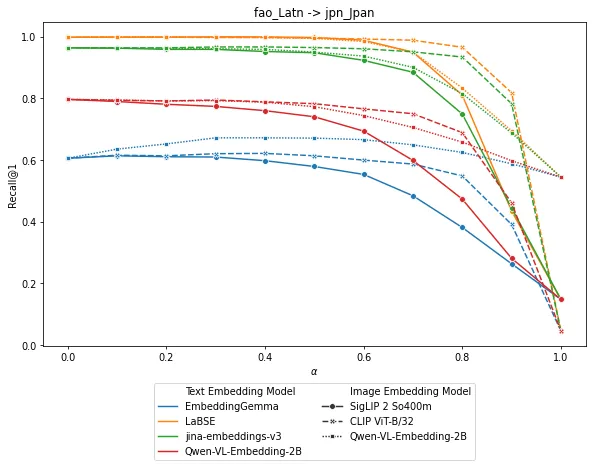 fao_Latn -> jpn_Jpan
Recall@1
1.0
0.8
0.6
0.4
0.2
0.0
0.0 0.2 0.4 0.6 0.8 1.0
α
Text Embedding Model
EmbeddingGemma
LaBSE
jina-embeddings-v3
Qwen-VL-Embedding-2B
Image Embedding Model
SigLIP 2 So400m
CLIP ViT-B/32
Qwen-VL-Embedding-2B